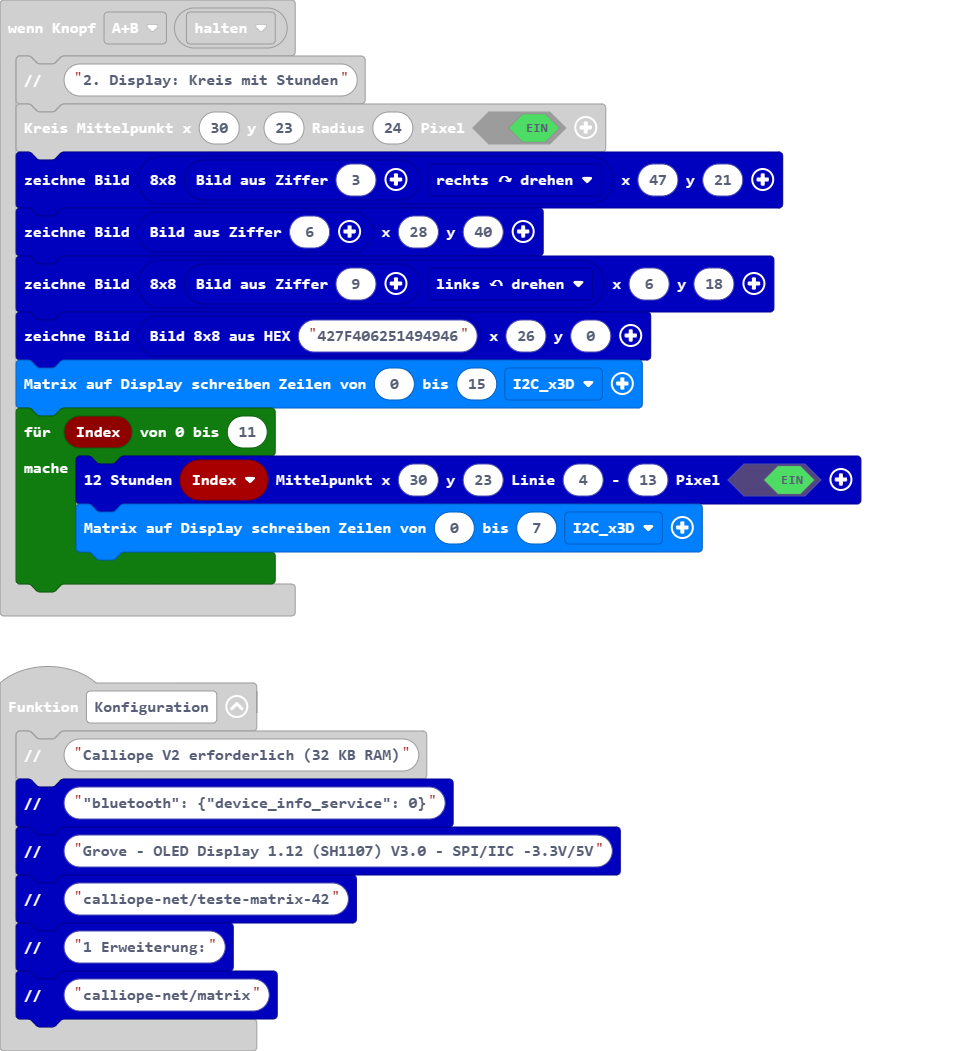 wenn Knopf A+B halten
// "2. Display: Kreis mit Stunden"
Kreis Mittelpunkt x 30 y 23 Radius 24 Pixel EIN
zeichne Bild 8x8 Bild aus Ziffer 3 rechts ↷ drehen x 47 y 21
zeichne Bild Bild aus Ziffer 6 x 28 y 40
zeichne Bild 8x8 Bild aus Ziffer 9 links ↶ drehen x 6 y 18
zeichne Bild Bild 8x8 aus HEX "427F406251494946" x 26 y 0
Matrix auf Display schreiben Zeilen von 0 bis 15 I2C_x3D
für Index von 0 bis 11
mache
12 Stunden Index Mittelpunkt x 30 y 23 Linie 4 - 13 Pixel EIN
Matrix auf Display schreiben Zeilen von 0 bis 7 I2C_x3D
Funktion Konfiguration
// "Calliope V2 erforderlich (32 KB RAM)"
// ""bluetooth": {"device_info_service": 0}"
// "Grove - OLED Display 1.12 (SH1107) V3.0 - SPI/IIC -3.3V/5V"
// "calliope-net/teste-matrix-42"
// "1 Erweiterung:"
// "calliope-net/matrix"